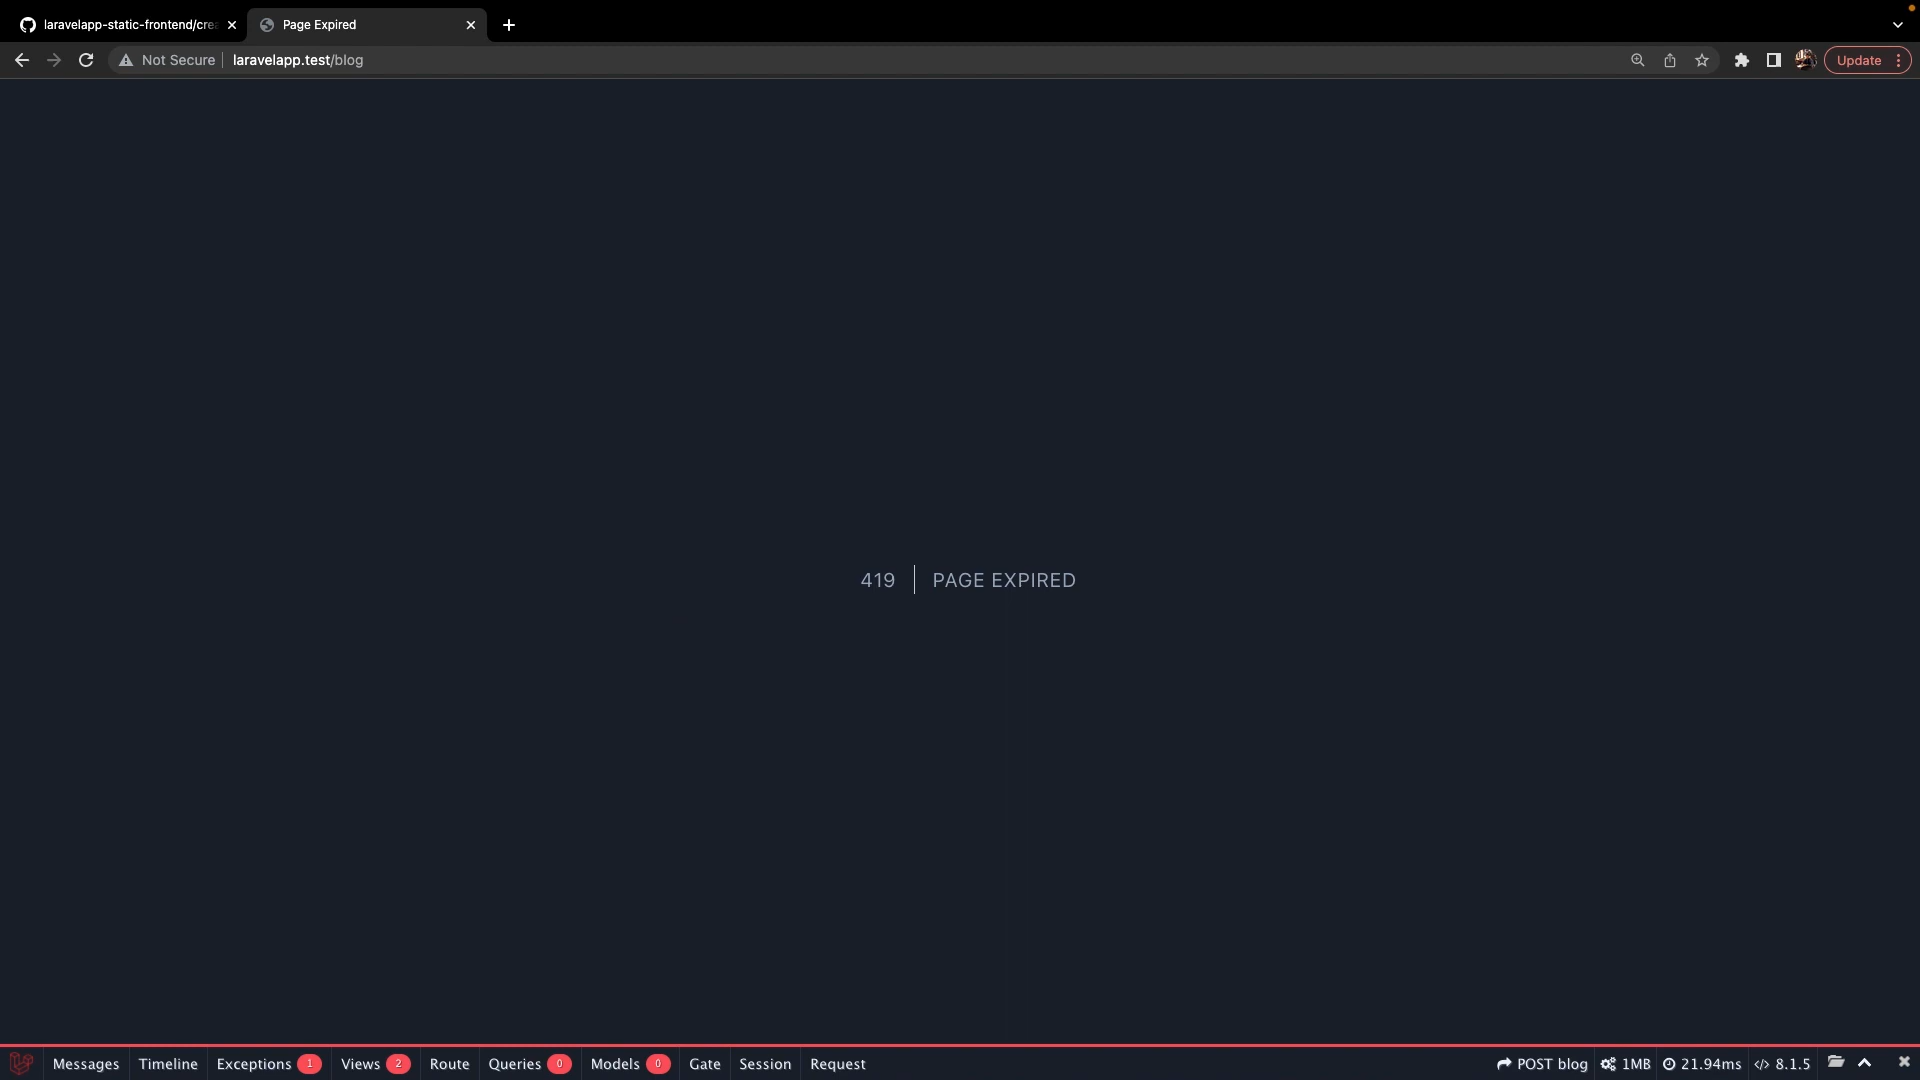 laravelapp-static-frontend/crea
Page Expired
Not Secure laravelapp.test/blog
Update
419 PAGE EXPIRED
Messages Timeline Exceptions 1 Views 2 Route Queries 0 Models 0 Gate Session Request POST blog 1MB 21.94ms 8.1.5